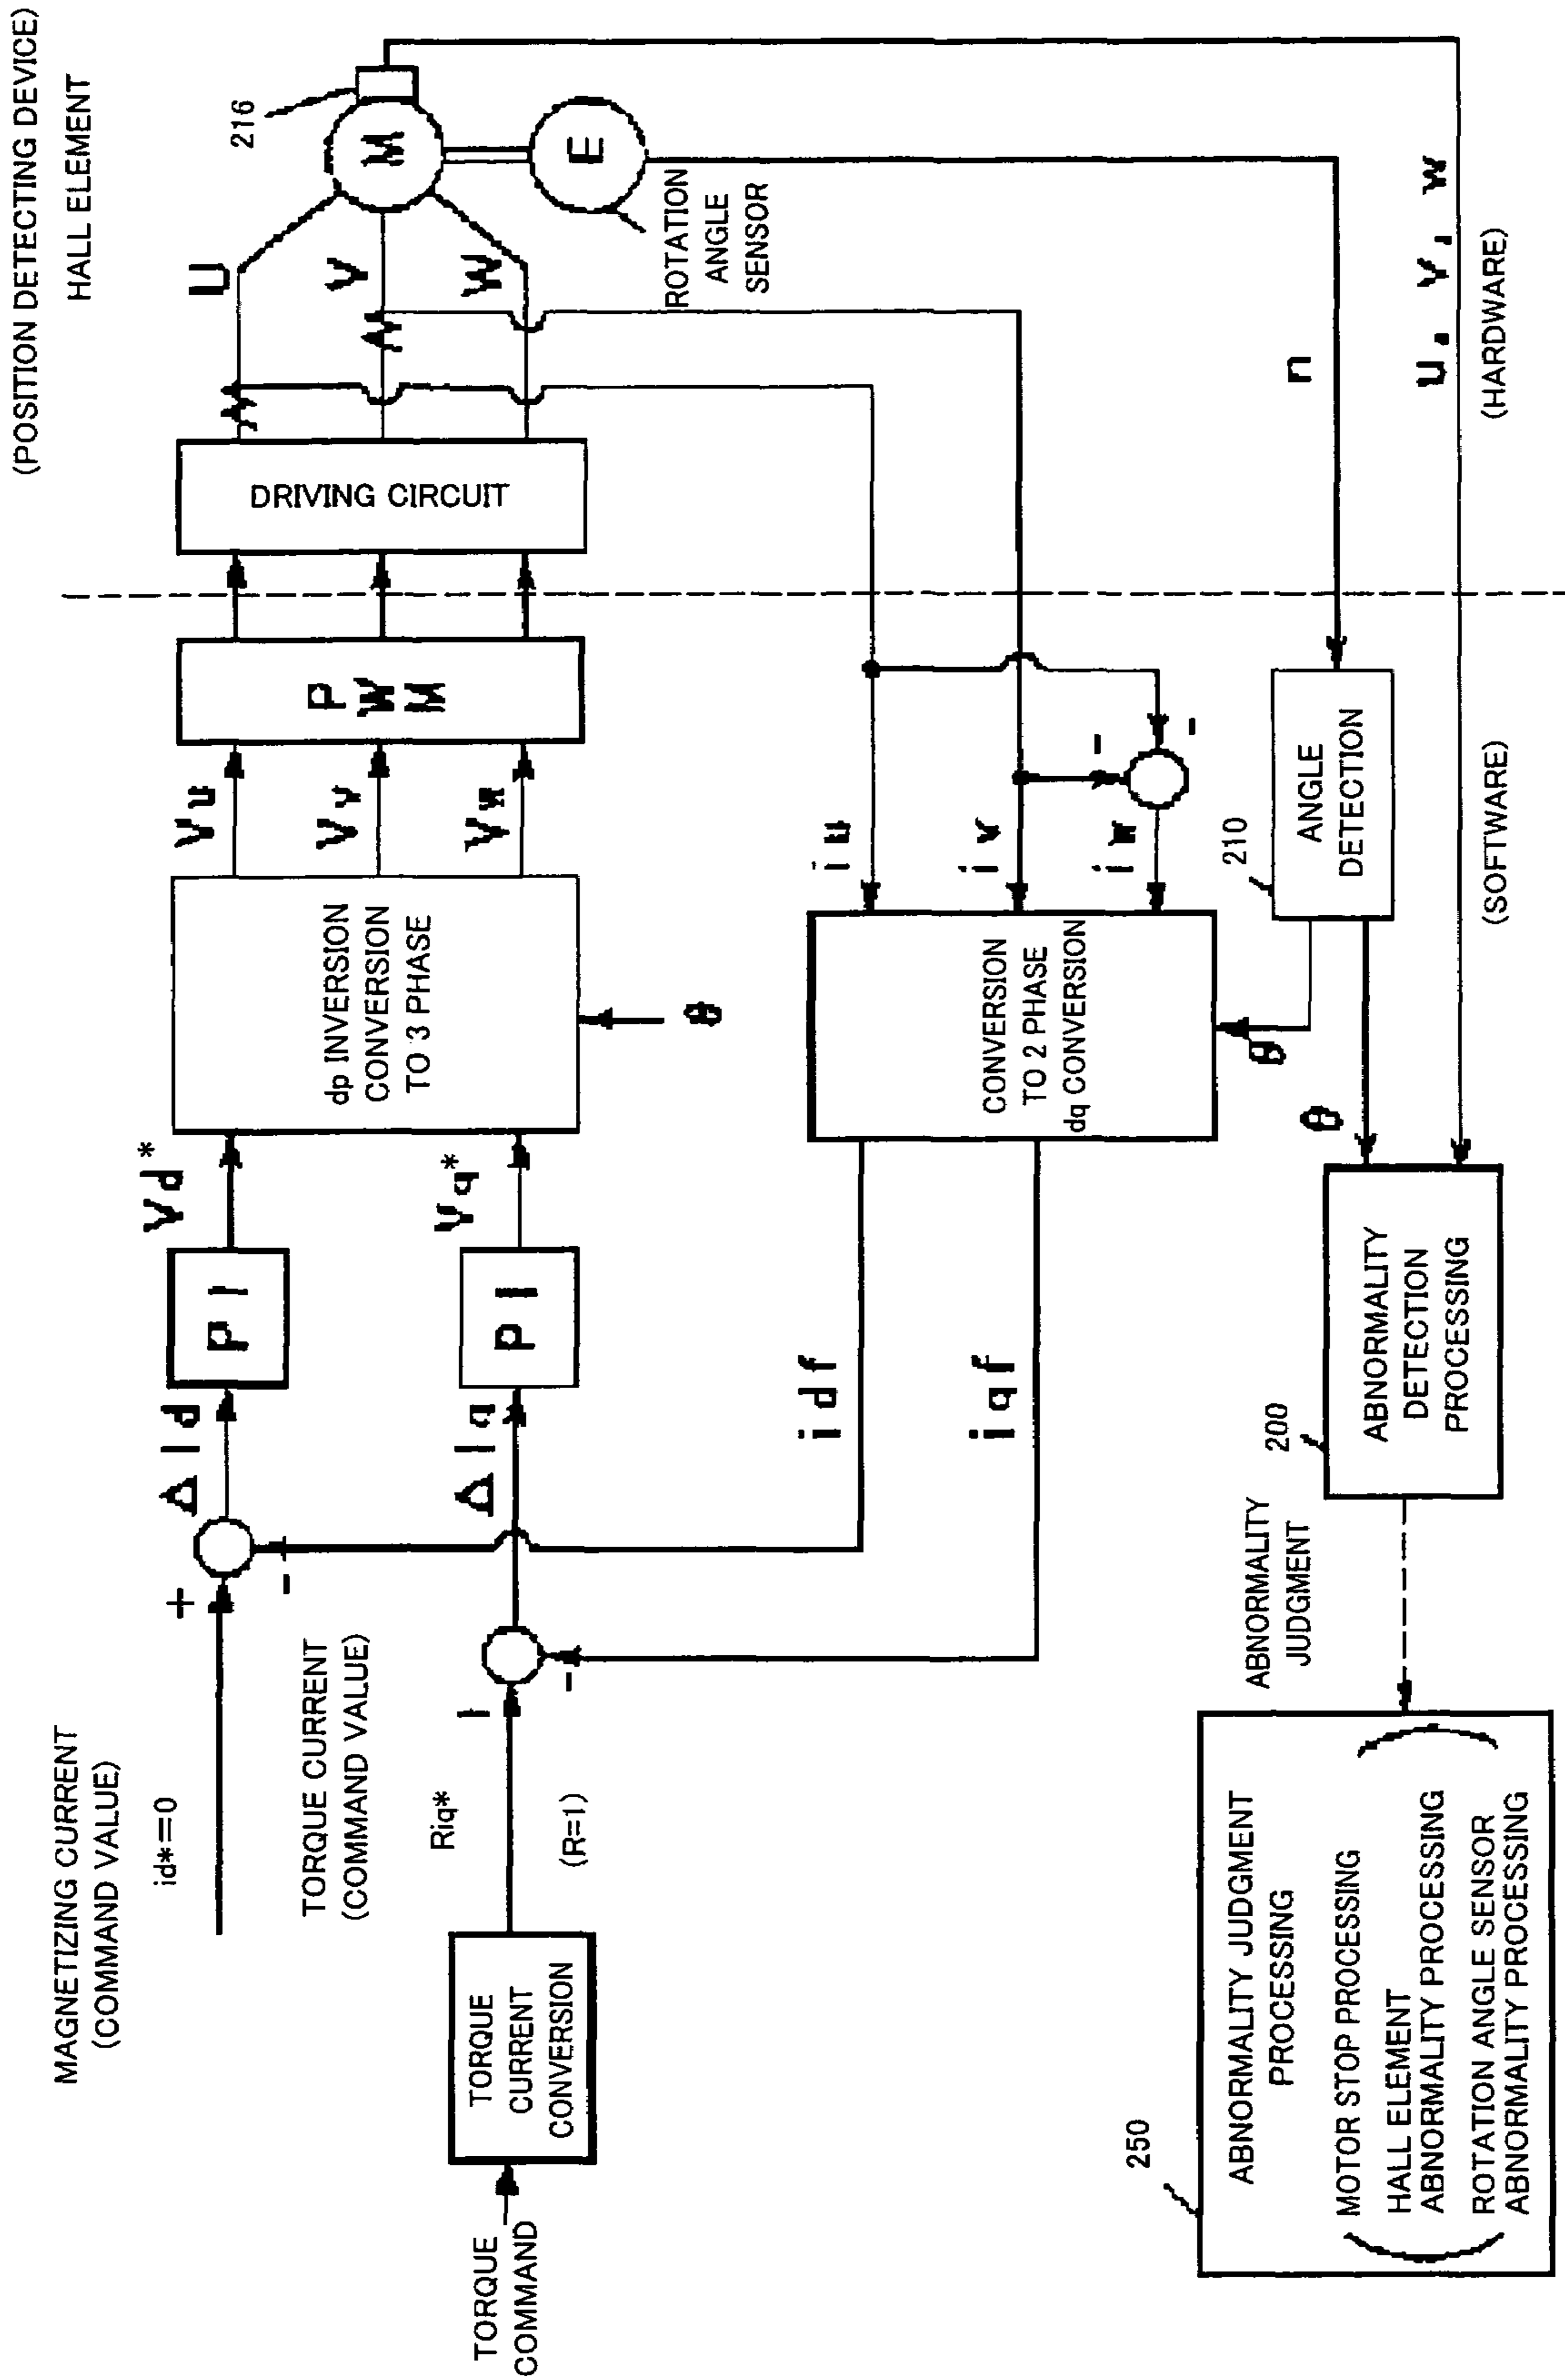 (POSITION DETECTING DEVICE)
HALL ELEMENT
216
MAGNETIZING CURRENT
(COMMAND VALUE)
id*=0
+
-
ΔId
PI
Vd*
dp INVERSION
CONVERSION
TO 3 PHASE
θ
Vu
Vv
Vw
PWM
DRIVING CIRCUIT
U
V
W
M
E
ROTATION
ANGLE
SENSOR
TORQUE CURRENT
(COMMAND VALUE)
TORQUE
COMMAND
TORQUE
CURRENT
CONVERSION
Riq*
(R=1)
-
ΔIq
PI
Vq*
idf
iqf
CONVERSION
TO 2 PHASE
dq CONVERSION
iu
iv
iw
-
-
θ
θ
210
ANGLE
DETECTION
n
u, v, w
(SOFTWARE)
(HARDWARE)
200
ABNORMALITY
DETECTION
PROCESSING
ABNORMALITY
JUDGMENT
250
ABNORMALITY JUDGMENT
PROCESSING
MOTOR STOP PROCESSING
HALL ELEMENT
ABNORMALITY PROCESSING
ROTATION ANGLE SENSOR
ABNORMALITY PROCESSING